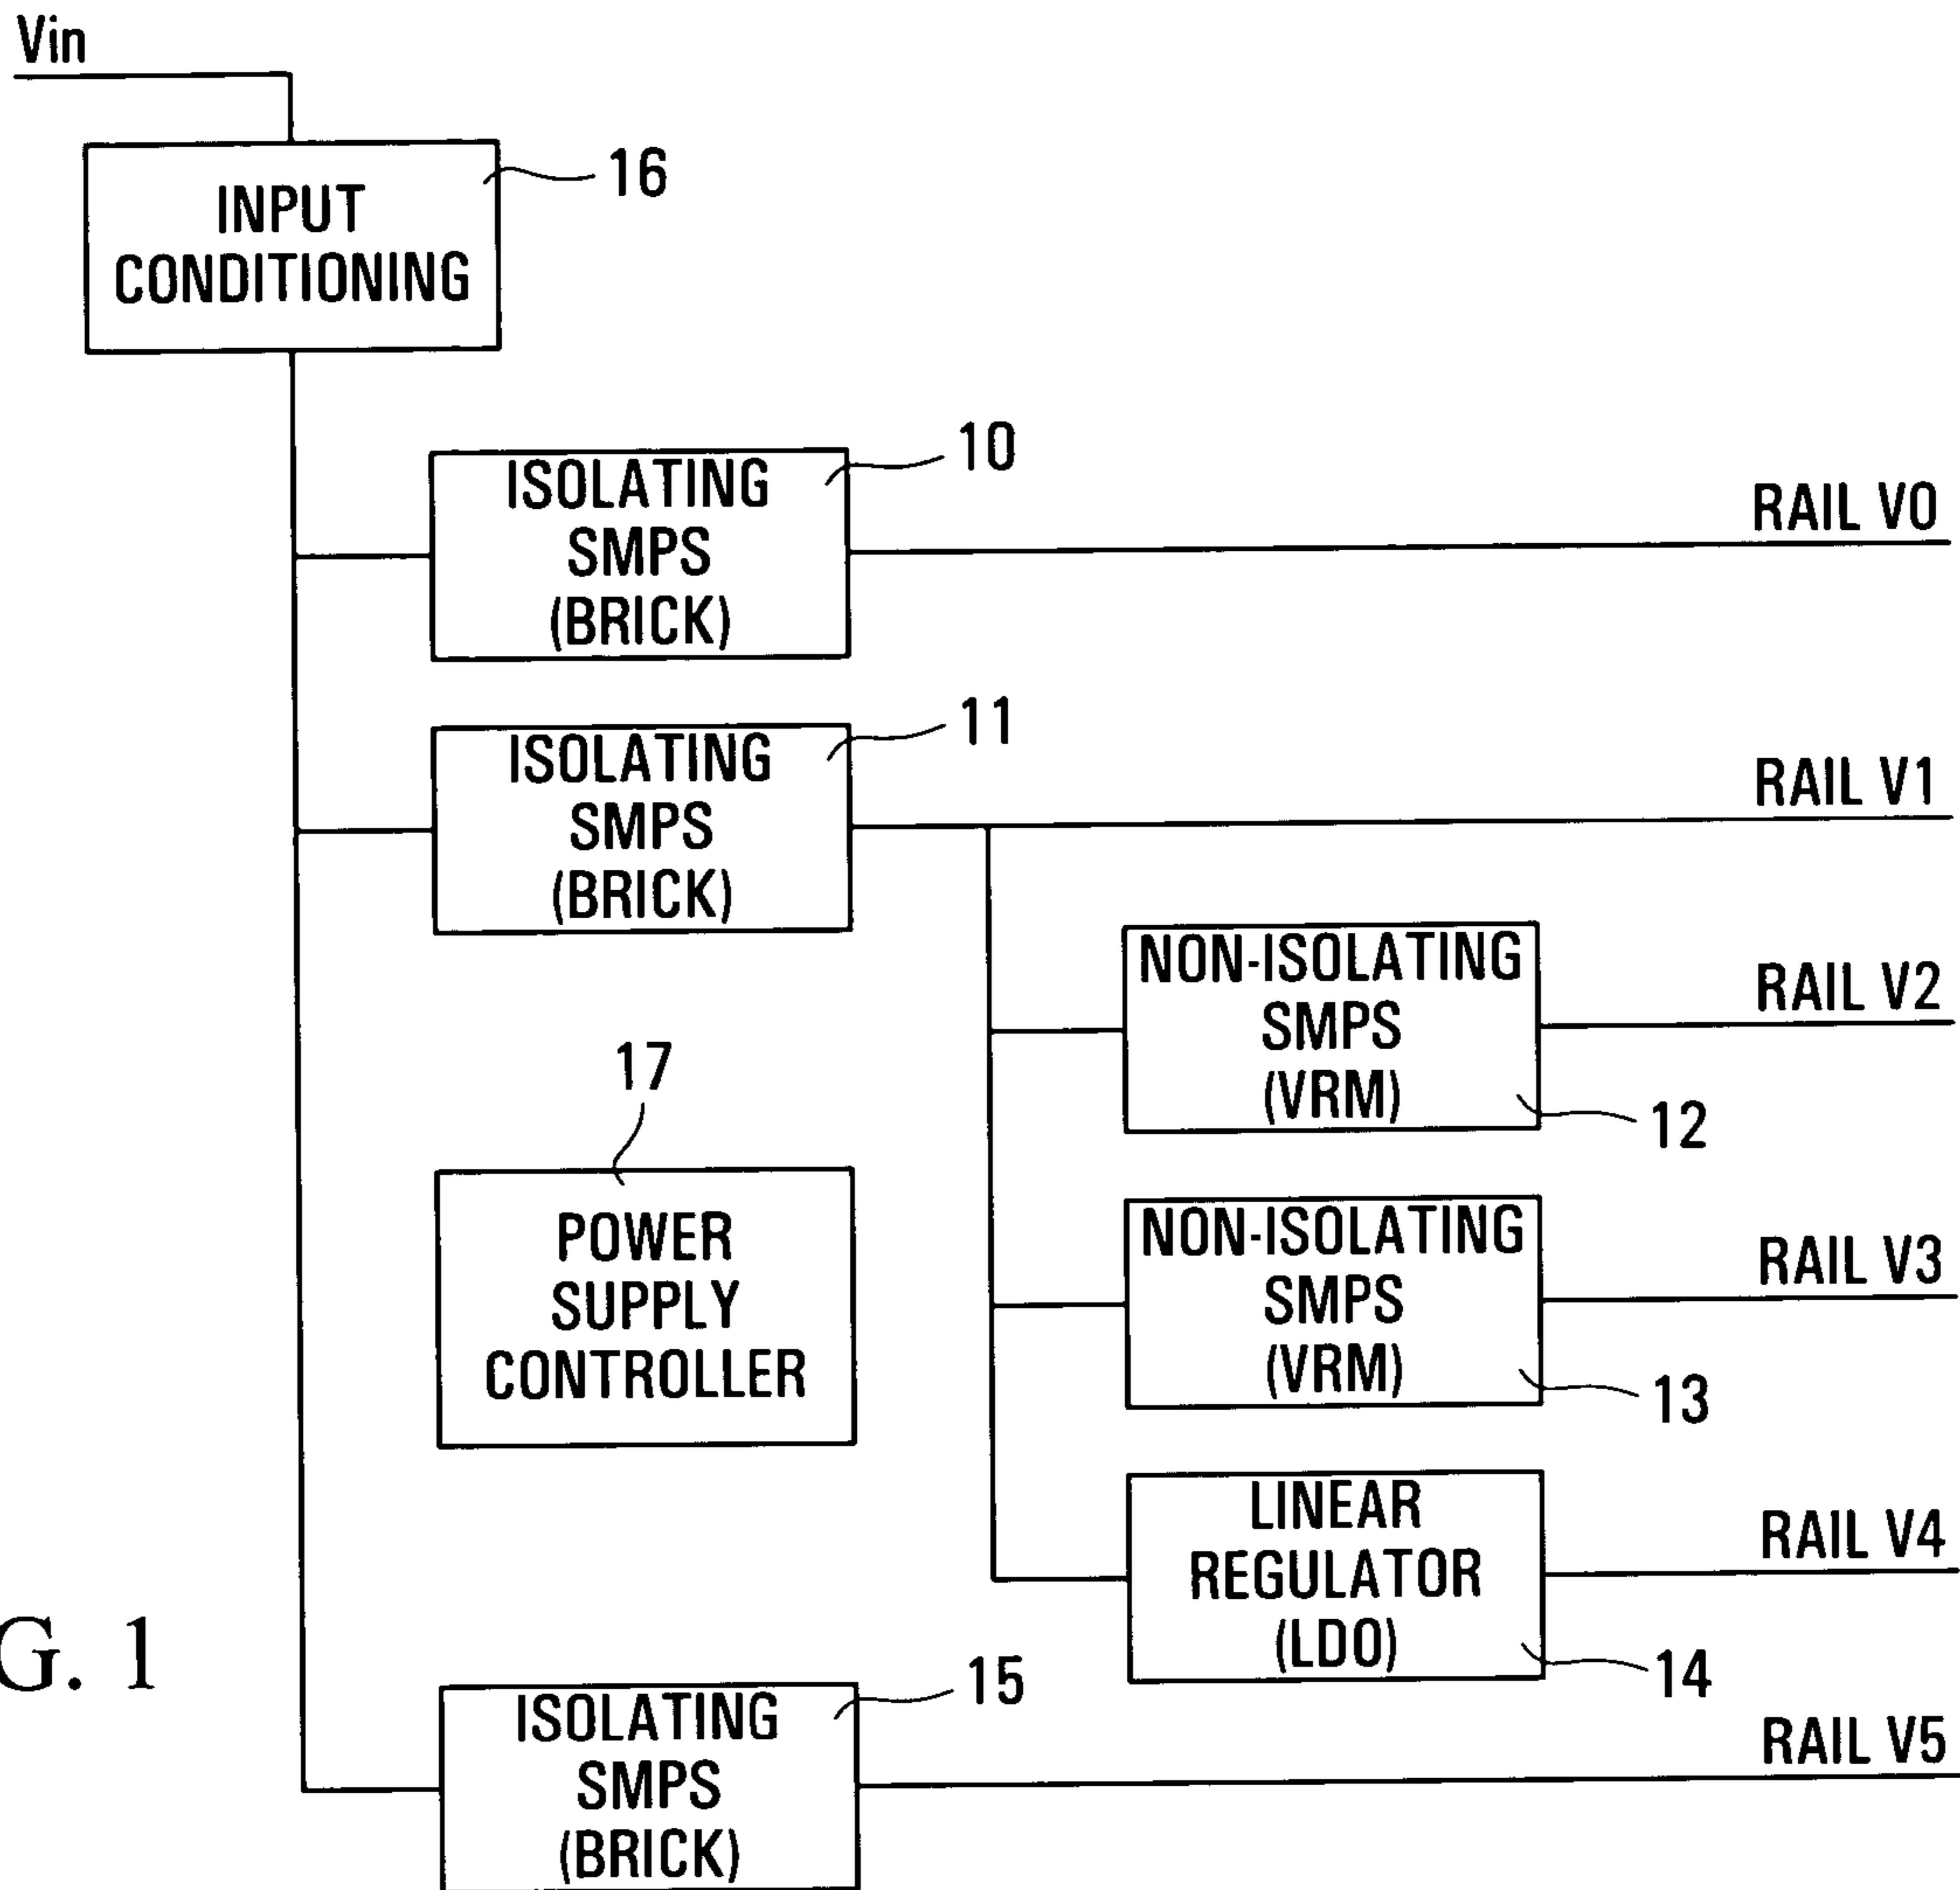 Vin
16
INPUT
CONDITIONING
10
ISOLATING
SMPS
(BRICK)
RAIL V0
11
ISOLATING
SMPS
(BRICK)
RAIL V1
NON-ISOLATING
SMPS
(VRM)
RAIL V2
12
17
POWER
SUPPLY
CONTROLLER
NON-ISOLATING
SMPS
(VRM)
RAIL V3
13
LINEAR
REGULATOR
(LDO)
RAIL V4
14
G. 1
15
ISOLATING
SMPS
(BRICK)
RAIL V5